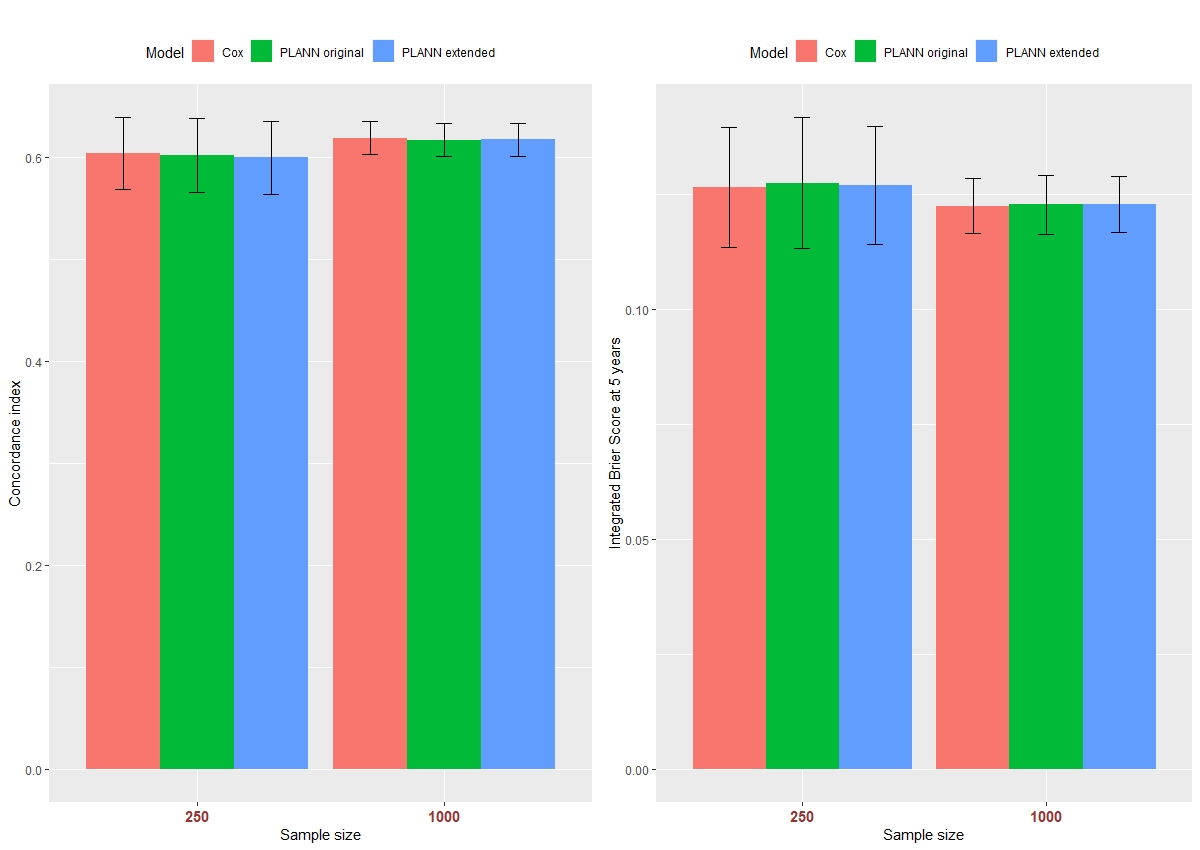 Model Cox PLANN original PLANN extended
Concordance index
0.6
0.4
0.2
0.0
250 1000
Sample size
Model Cox PLANN original PLANN extended
Integrated Brier Score at 5 years
0.10
0.05
0.00
250 1000
Sample size